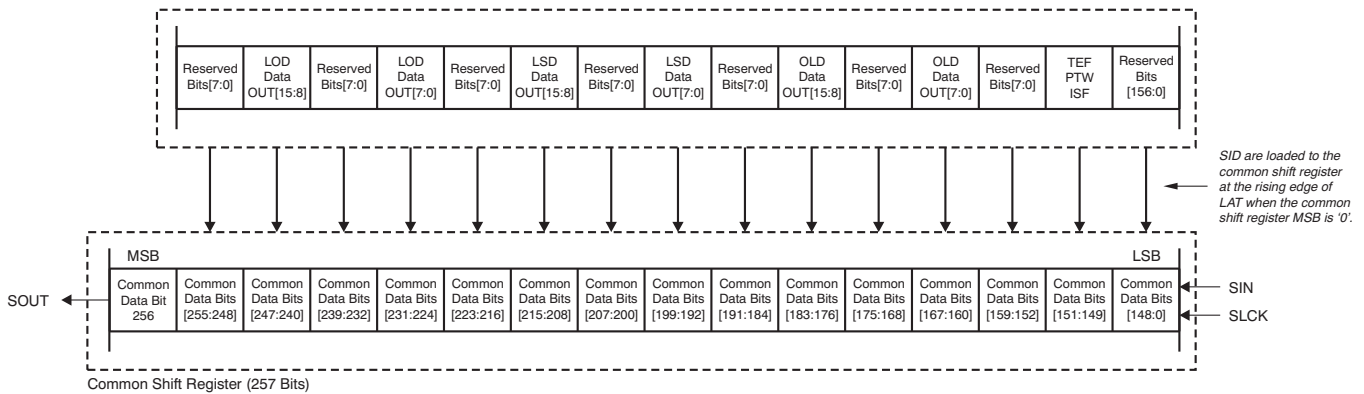 Reserved
Bits[7:0]
LOD
Data
OUT[15:8]
Reserved
Bits[7:0]
LOD
Data
OUT[7:0]
Reserved
Bits[7:0]
LSD
Data
OUT[15:8]
Reserved
Bits[7:0]
LSD
Data
OUT[7:0]
Reserved
Bits[7:0]
OLD
Data
OUT[15:8]
Reserved
Bits[7:0]
OLD
Data
OUT[7:0]
Reserved
Bits[7:0]
TEF
PTW
ISF
Reserved
Bits
[156:0]
SID are loaded to the
common shift register
at the rising edge of
LAT when the common
shift register MSB is ‘0’.
MSB
LSB
SOUT
Common
Data Bit
256
Common
Data Bits
[255:248]
Common
Data Bits
[247:240]
Common
Data Bits
[239:232]
Common
Data Bits
[231:224]
Common
Data Bits
[223:216]
Common
Data Bits
[215:208]
Common
Data Bits
[207:200]
Common
Data Bits
[199:192]
Common
Data Bits
[191:184]
Common
Data Bits
[183:176]
Common
Data Bits
[175:168]
Common
Data Bits
[167:160]
Common
Data Bits
[159:152]
Common
Data Bits
[151:149]
Common
Data Bits
[148:0]
SIN
SLCK
Common Shift Register (257 Bits)